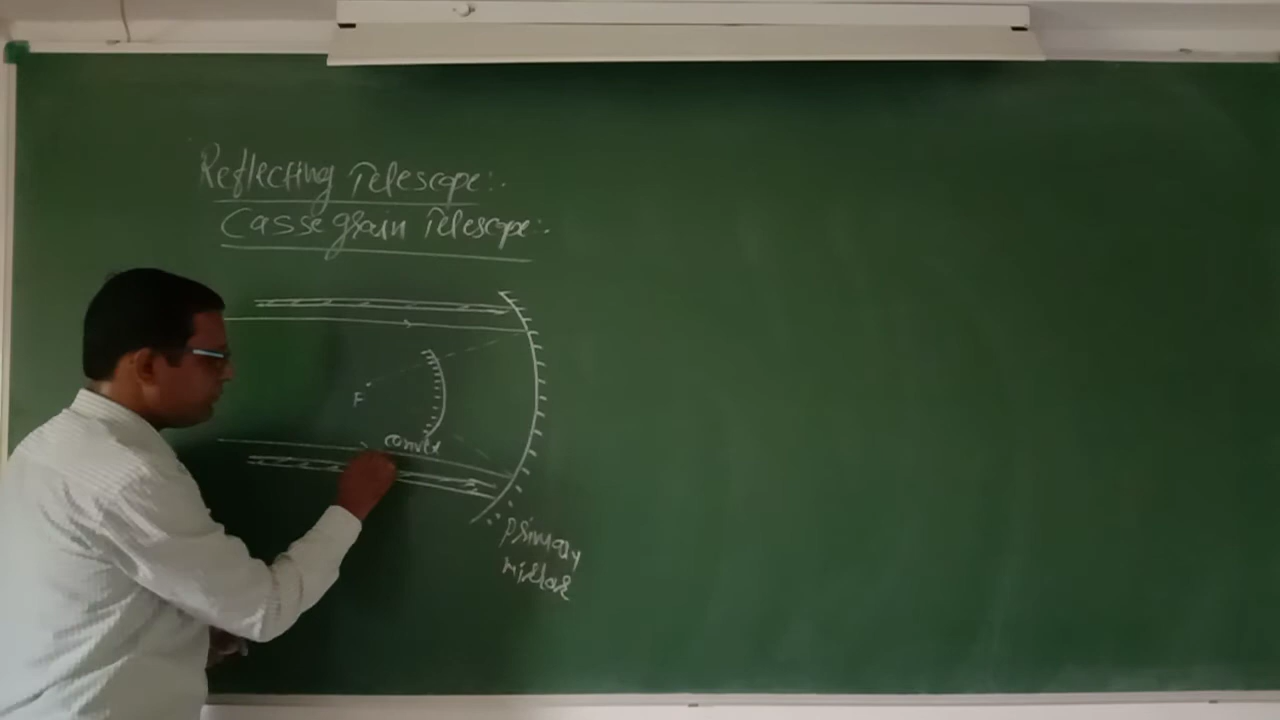 Reflecting Telescope:.
Cassegrain Telescope:.
F
convex
primary
mirror